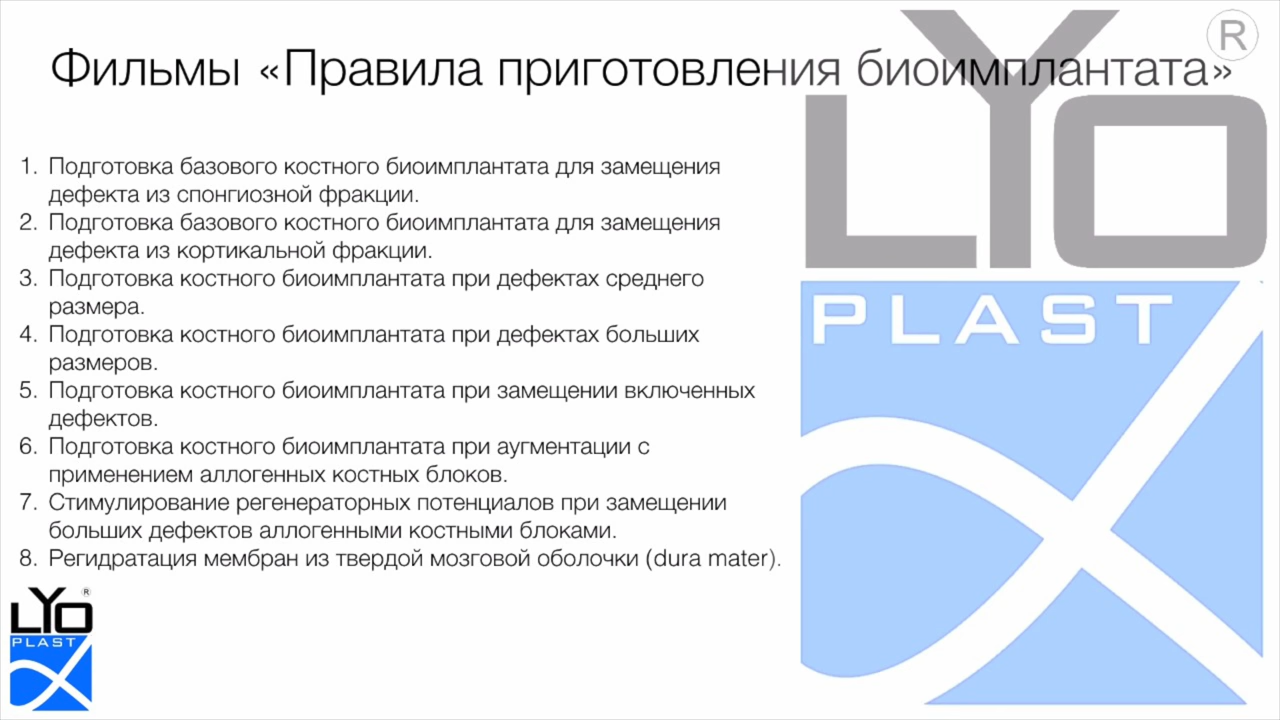 Фильмы «Правила приготовления биоимплантата»
1. Подготовка базового костного биоимплантата для замещения
дефекта из спонгиозной фракции.
2. Подготовка базового костного биоимплантата для замещения
дефекта из кортикальной фракции.
3. Подготовка костного биоимплантата при дефектах среднего
размера.
4. Подготовка костного биоимплантата при дефектах больших
размеров.
5. Подготовка костного биоимплантата при замещении включенных
дефектов.
6. Подготовка костного биоимплантата при аугментации с
применением аллогенных костных блоков.
7. Стимулирование регенераторных потенциалов при замещении
больших дефектов аллогенными костными блоками.
8. Регидратация мембран из твердой мозговой оболочки (dura mater).
LYO ®
PLAST
LYO ®
PLAST